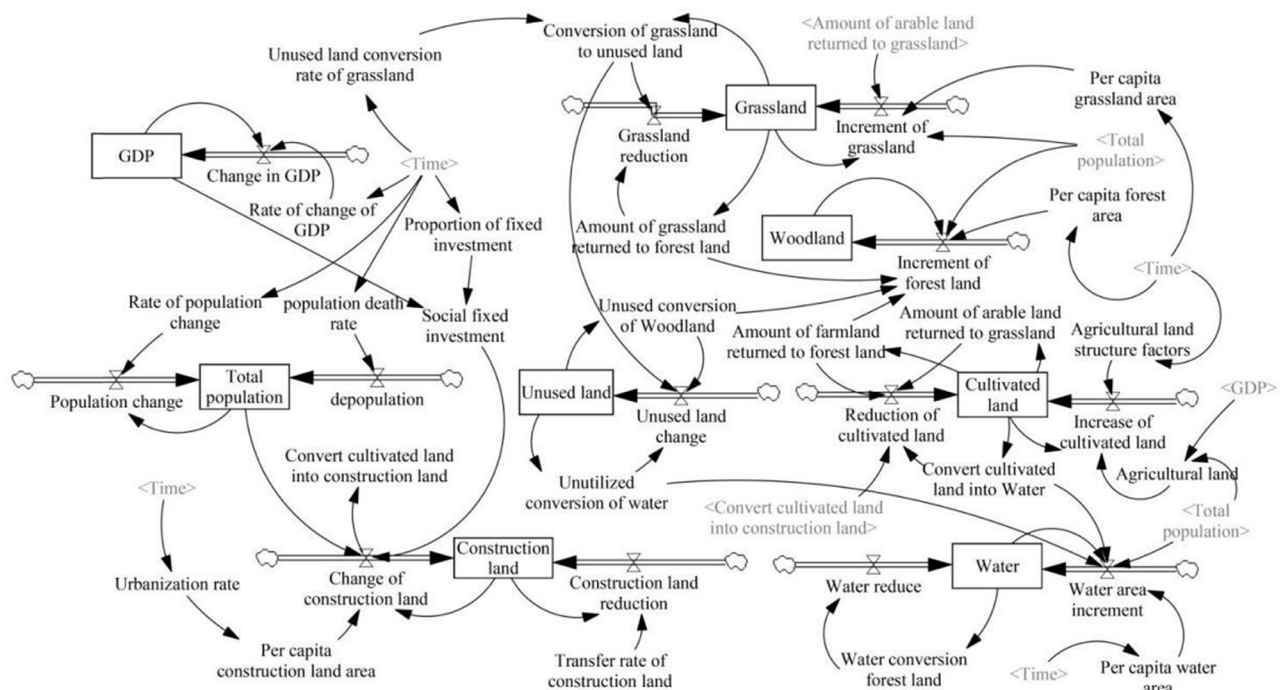 Conversion of grassland
to unused land
<Amount of arable land
returned to grassland>
Unused land conversion
rate of grassland
Per capita
grassland area
Grassland
Grassland
reduction
Increment of
grassland
<Total
population>
GDP
Change in GDP
<Time>
Rate of change of
GDP
Proportion of fixed
investment
Amount of grassland
returned to forest land
Woodland
Per capita forest
area
Increment of
forest land
<Time>
Rate of population
change
population death
rate
Social fixed
investment
Unused conversion
of Woodland
Amount of farmland
returned to forest land
Amount of arable land
returned to grassland
Agricultural land
structure factors
Population change
Total
population
depopulation
Unused land
Unused land
change
Reduction of
cultivated land
Cultivated
land
Increase of
cultivated land
<GDP>
Agricultural land
Convert cultivated land
into construction land
Unutilized
conversion of water
Convert cultivated
land into Water
<Convert cultivated land
into construction land>
<Total
population>
<Time>
Urbanization rate
Change of
construction land
Construction
land
Construction land
reduction
Water reduce
Water
Water area
increment
Per capita
construction land area
Transfer rate of
construction land
Water conversion
forest land
<Time>
Per capita water
area